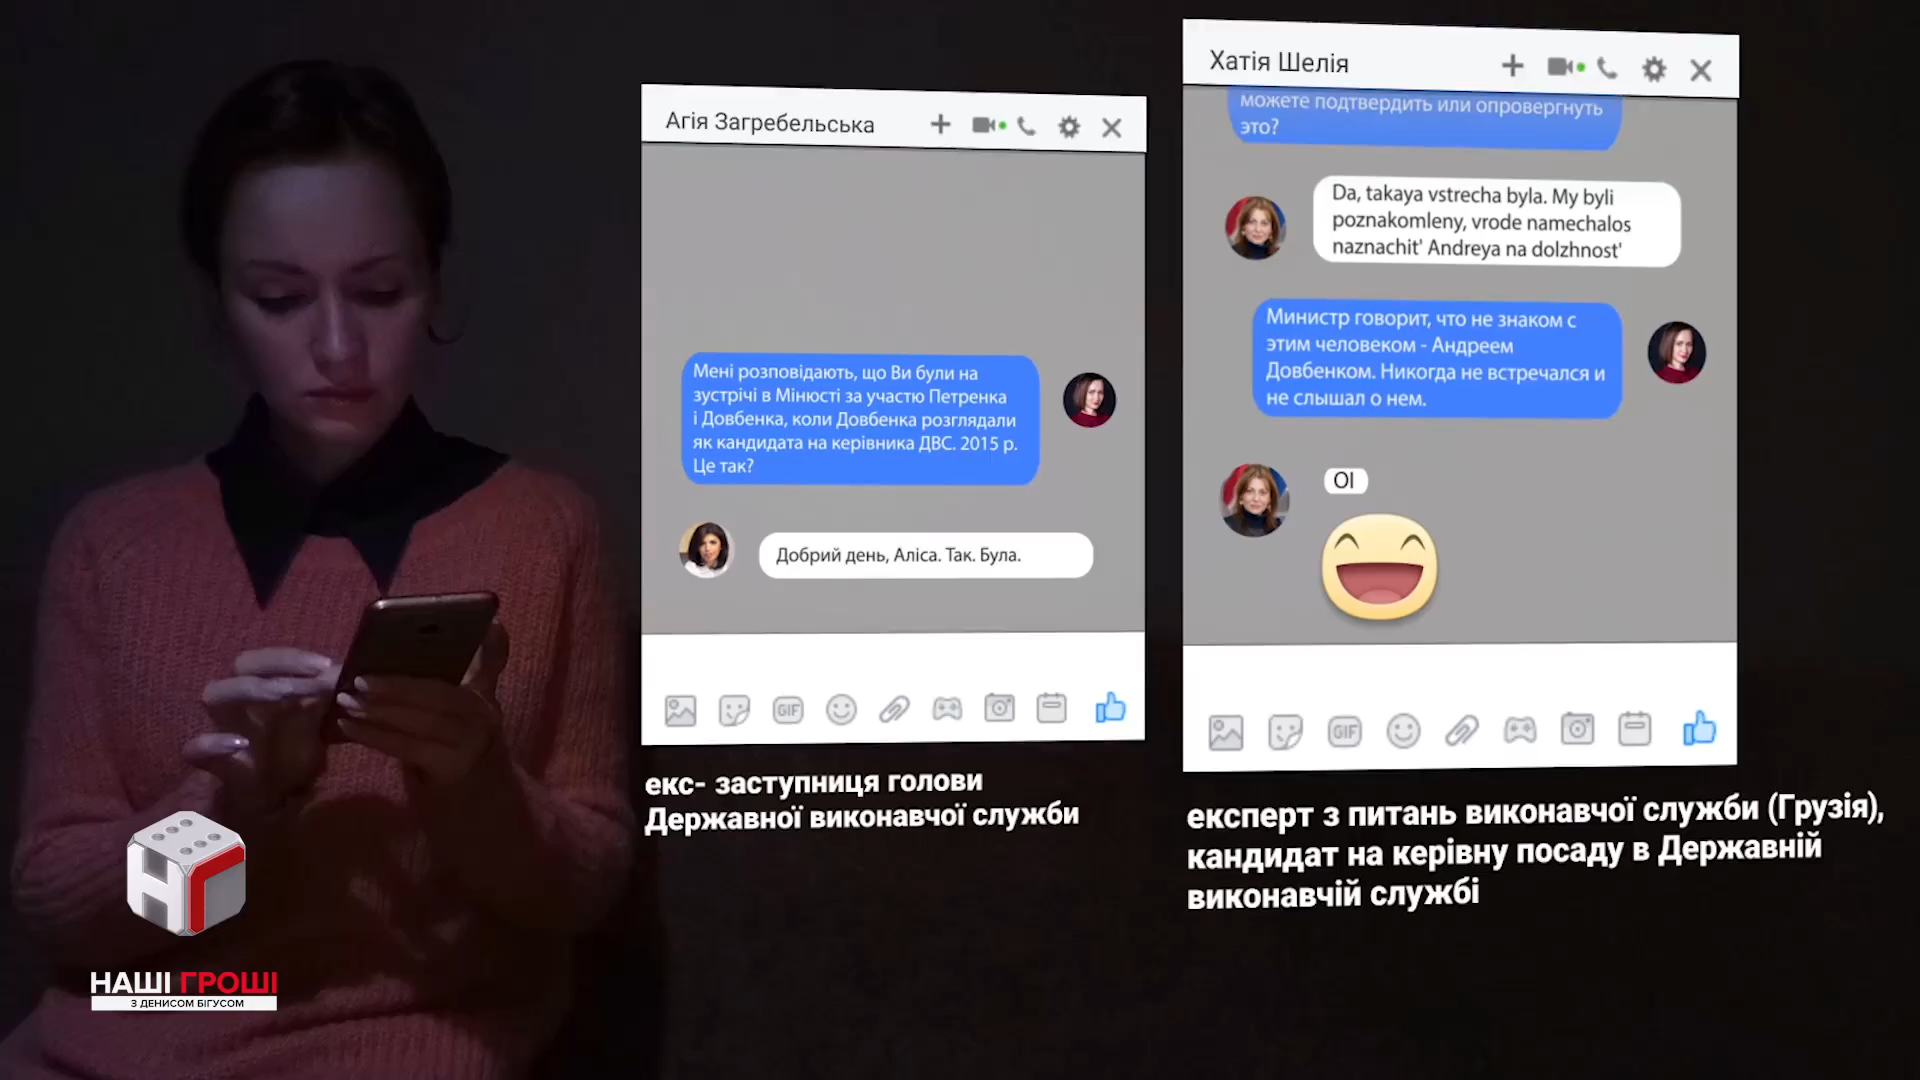 Агія Загребельська
Мені розповідають, що Ви були на
зустрічі в Мінюсті за участю Петренка
і Довбенка, коли Довбенка розглядали
як кандидата на керівника ДВС. 2015 р.
Це так?
Добрий день, Аліса. Так. Була.
GIF
екс- заступниця голови
Державної виконавчої служби
Хатія Шелія
можете подтвердить или опровергнуть
это?
Da, takaya vstrecha byla. My byli
poznakomleny, vrode namechalos
naznachit' Andreya na dolzhnost'
Министр говорит, что не знаком с
этим человеком - Андреем
Довбенком. Никогда не встречался и
не слышал о нем.
OI
GIF
експерт з питань виконавчої служби (Грузія),
кандидат на керівну посаду в Державній
виконавчій службі
НГ
НАШІ ГРОШІ
З ДЕНИСОМ БІГУСОМ